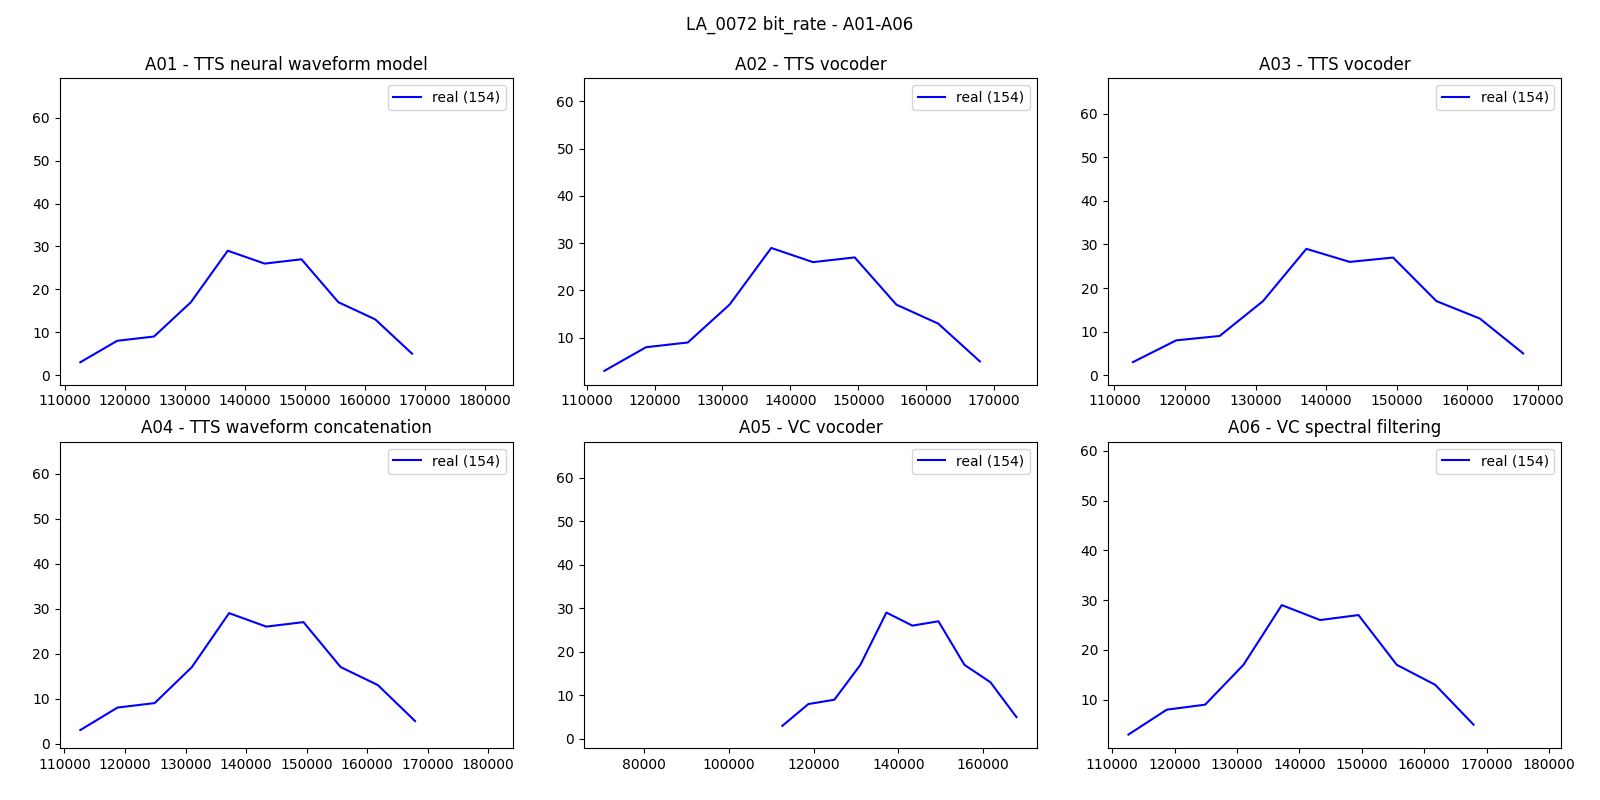 LA_0072 bit_rate - A01-A06
A01 - TTS neural waveform model
real (154)
60
50
40
30
20
10
0
110000 120000 130000 140000 150000 160000 170000 180000
A02 - TTS vocoder
real (154)
60
50
40
30
20
10
110000 120000 130000 140000 150000 160000 170000
A03 - TTS vocoder
real (154)
60
50
40
30
20
10
0
110000 120000 130000 140000 150000 160000 170000
A04 - TTS waveform concatenation
real (154)
60
50
40
30
20
10
0
110000 120000 130000 140000 150000 160000 170000 180000
A05 - VC vocoder
real (154)
60
50
40
30
20
10
0
80000 100000 120000 140000 160000
A06 - VC spectral filtering
real (154)
60
50
40
30
20
10
110000 120000 130000 140000 150000 160000 170000 180000